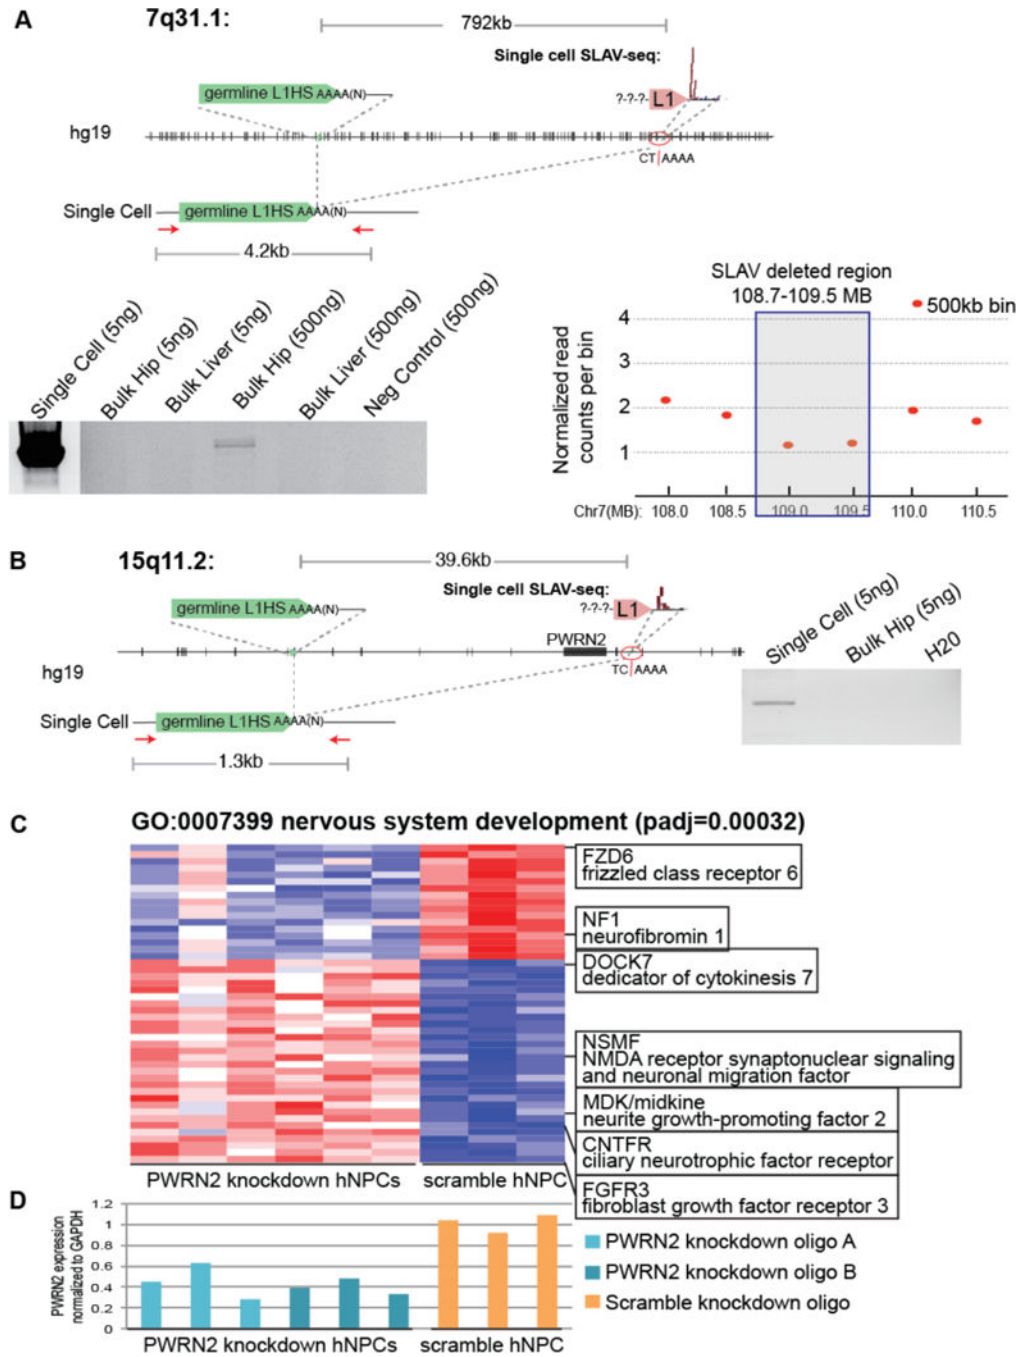 A
7q31.1:
792kb
Single cell SLAV-seq:
germline L1HS AAAA(N)
?-?-?- L1
hg19
CT|AAAA
Single Cell
germline L1HS AAAA(N)
4.2kb
Single Cell (5ng)
Bulk Hip (5ng)
Bulk Liver (5ng)
Bulk Hip (500ng)
Bulk Liver (500ng)
Neg Control (500ng)
SLAV deleted region
108.7-109.5 MB
500kb bin
Normalized read
counts per bin
4
3
2
1
Chr7(MB): 108.0 108.5 109.0 109.5 110.0 110.5
B
15q11.2:
39.6kb
Single cell SLAV-seq:
germline L1HS AAAA(N)
?-?-?- L1
PWRN2
hg19
TC|AAAA
Single Cell
germline L1HS AAAA(N)
1.3kb
Single Cell (5ng)
Bulk Hip (5ng)
H20
C
GO:0007399 nervous system development (padj=0.00032)
FZD6
frizzled class receptor 6
NF1
neurofibromin 1
DOCK7
dedicator of cytokinesis 7
NSMF
NMDA receptor synaptonuclear signaling
and neuronal migration factor
MDK/midkine
neurite growth-promoting factor 2
CNTFR
ciliary neurotrophic factor receptor
FGFR3
fibroblast growth factor receptor 3
PWRN2 knockdown hNPCs
scramble hNPC
D
PWRN2 expression
normalized to GAPDH
1.2
1
0.8
0.6
0.4
0.2
0
PWRN2 knockdown hNPCs
scramble hNPC
PWRN2 knockdown oligo A
PWRN2 knockdown oligo B
Scramble knockdown oligo